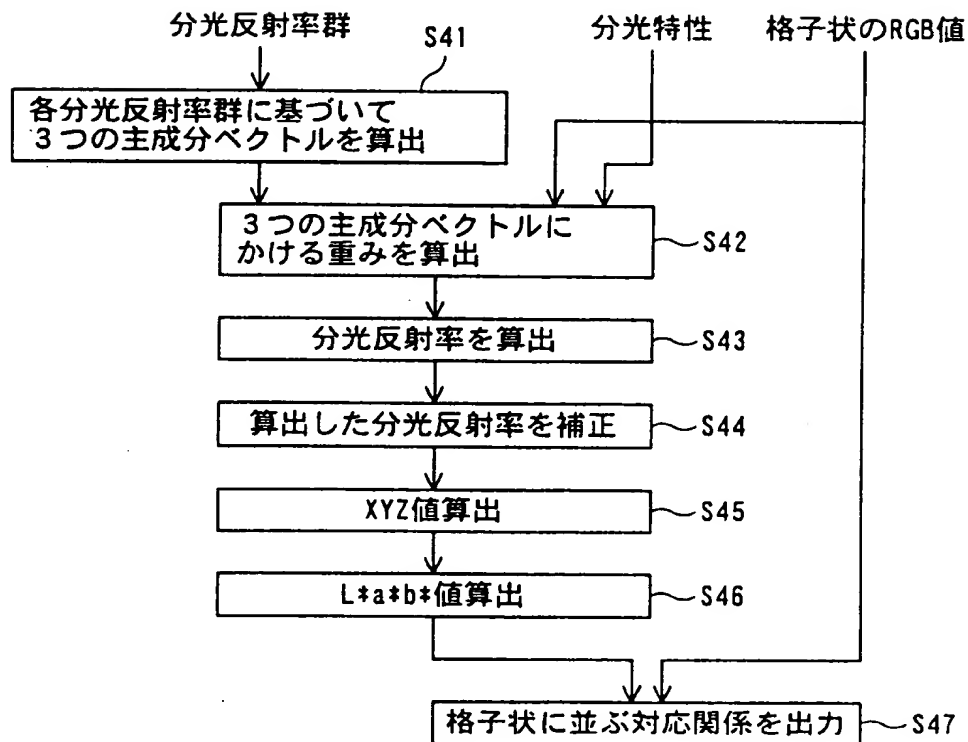 分光反射率群
S41
分光特性
格子状のRGB値
各分光反射率群に基づいて
3つの主成分ベクトルを算出
3つの主成分ベクトルに
かける重みを算出
S42
分光反射率を算出
S43
算出した分光反射率を補正
S44
XYZ値算出
S45
L*a*b*値算出
S46
格子状に並ぶ対応関係を出力
S47